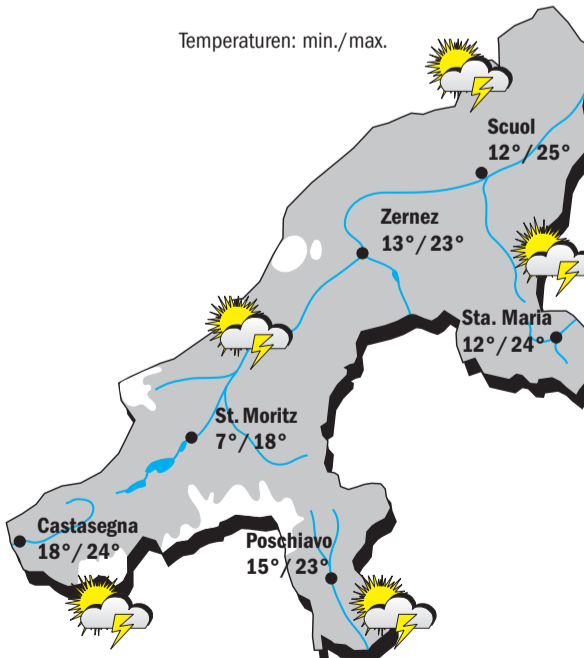 Temperaturen: min./max.
Scuol
12°/25°
Zernez
13°/23°
Sta. Maria
12°/24°
St. Moritz
7°/18°
Castasegna
18°/24°
Poschiavo
15°/23°